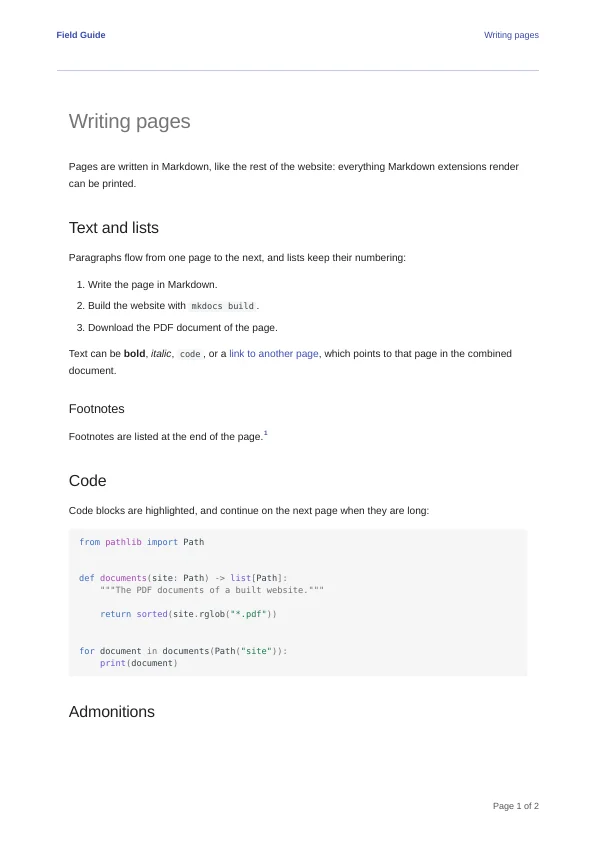 Field Guide
Writing pages
Writing pages
Pages are written in Markdown, like the rest of the website: everything Markdown extensions render
can be printed.
Text and lists
Paragraphs flow from one page to the next, and lists keep their numbering:
1. Write the page in Markdown.
2. Build the website with mkdocs build .
3. Download the PDF document of the page.
Text can be bold, italic, code , or a link to another page, which points to that page in the combined
document.
Footnotes
Footnotes are listed at the end of the page.1
Code
Code blocks are highlighted, and continue on the next page when they are long:
from pathlib import Path
def documents(site: Path) -> list[Path]:
    """The PDF documents of a built website."""
    return sorted(site.rglob("*.pdf"))
for document in documents(Path("site")):
    print(document)
Admonitions
Page 1 of 2